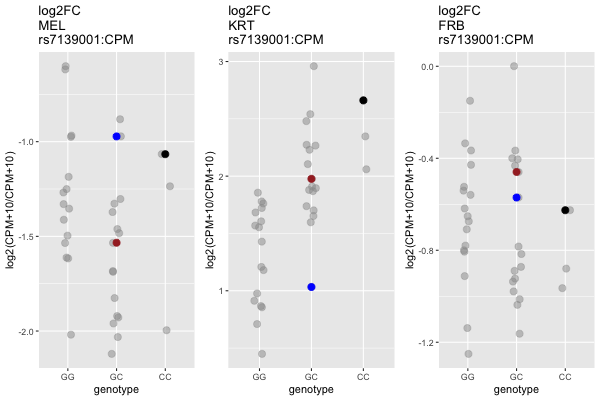 log2FC
MEL
rs7139001:CPM
log2(CPM+10/CPM+10)
-1.0
-1.5
-2.0
GG GC CC
genotype
log2FC
KRT
rs7139001:CPM
log2(CPM+10/CPM+10)
3
2
1
GG GC CC
genotype
log2FC
FRB
rs7139001:CPM
log2(CPM+10/CPM+10)
0.0
-0.4
-0.8
-1.2
GG GC CC
genotype